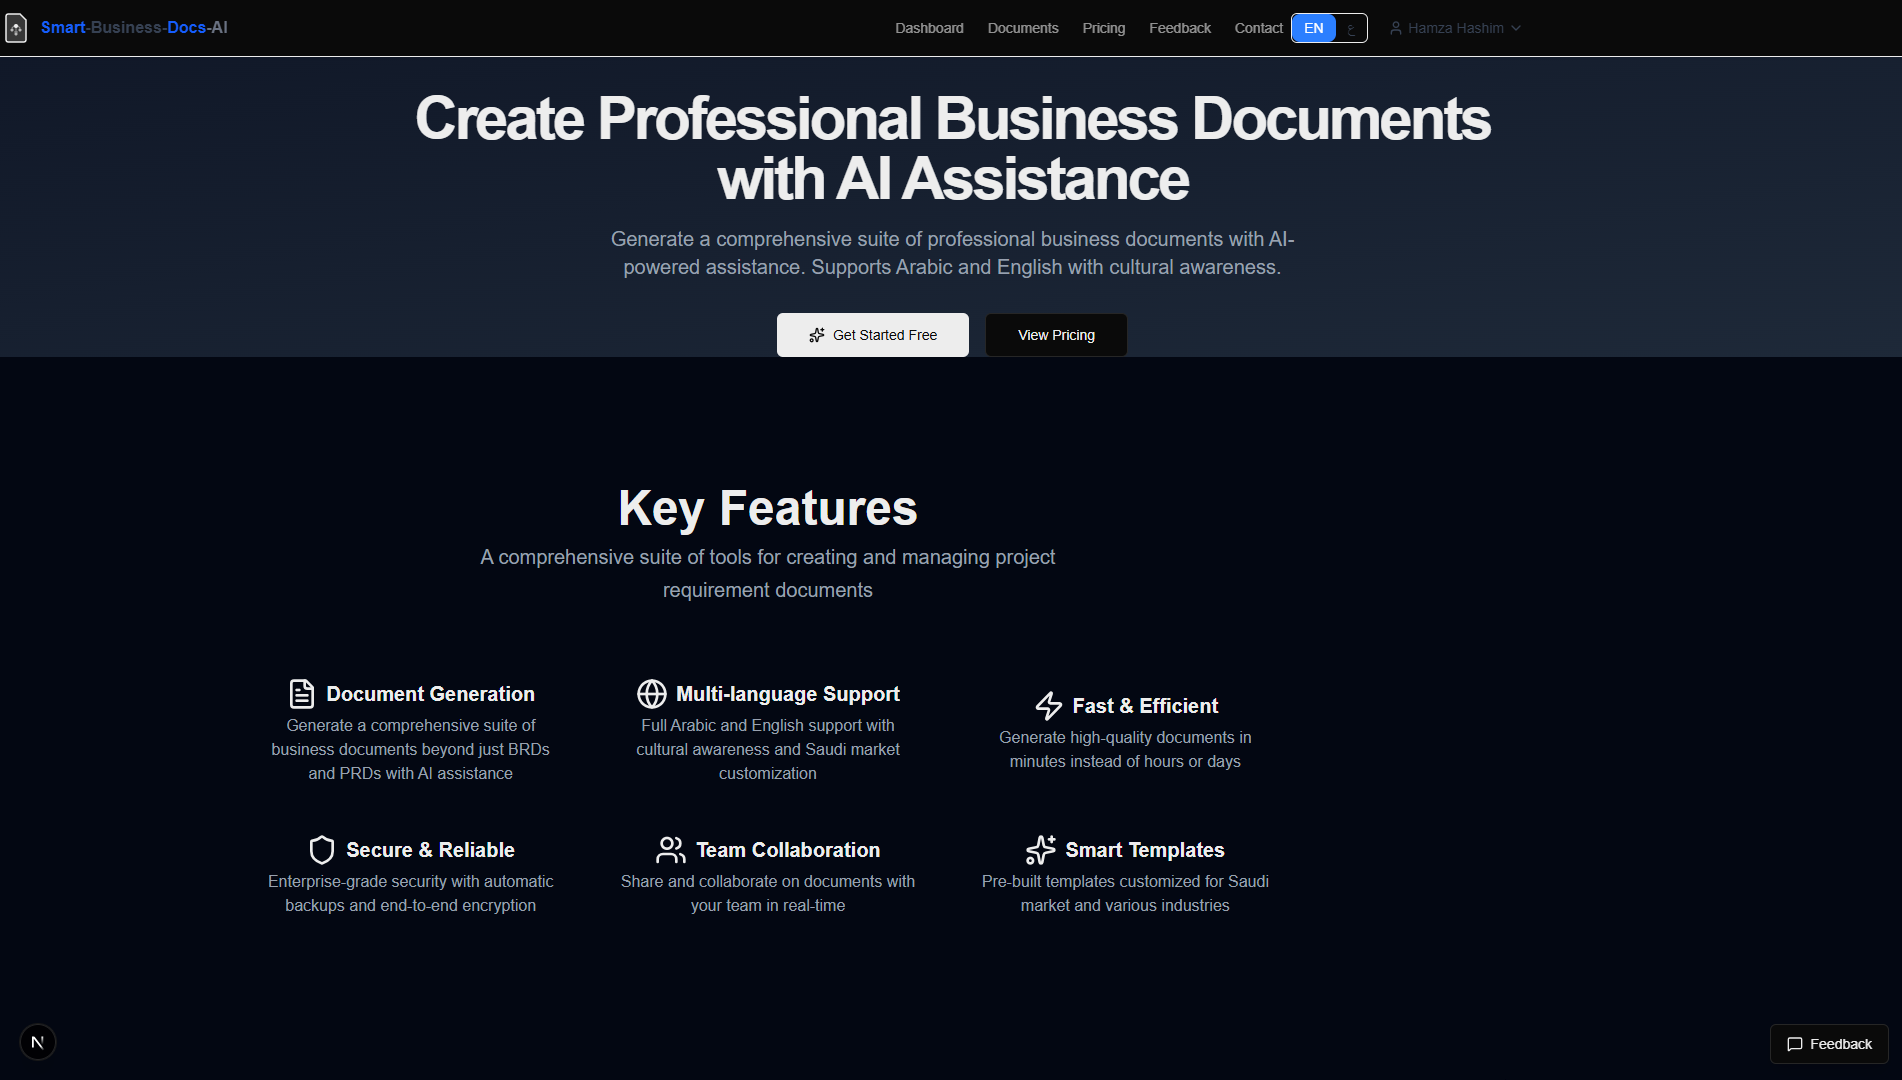 Smart-Business-Docs-AI
Dashboard Documents Pricing Feedback Contact EN ع Hamza Hashim
Create Professional Business Documents
with AI Assistance
Generate a comprehensive suite of professional business documents with AI-
powered assistance. Supports Arabic and English with cultural awareness.
Get Started Free View Pricing
Key Features
A comprehensive suite of tools for creating and managing project
requirement documents
Document Generation
Generate a comprehensive suite of
business documents beyond just BRDs
and PRDs with AI assistance
Multi-language Support
Full Arabic and English support with
cultural awareness and Saudi market
customization
Fast & Efficient
Generate high-quality documents in
minutes instead of hours or days
Secure & Reliable
Enterprise-grade security with automatic
backups and end-to-end encryption
Team Collaboration
Share and collaborate on documents with
your team in real-time
Smart Templates
Pre-built templates customized for Saudi
market and various industries
N
Feedback